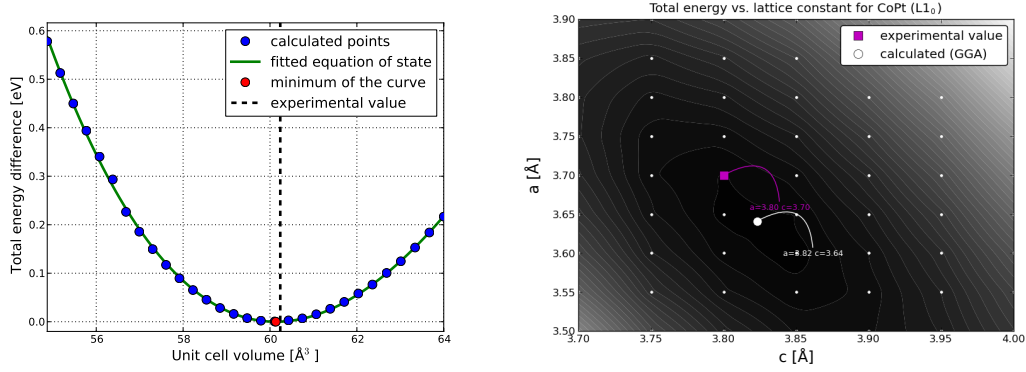 0.6
0.5
0.4
0.3
0.2
0.1
0.0
Total energy difference [eV]
calculated points
fitted equation of state
minimum of the curve
experimental value
56
58
60
62
64
Unit cell volume [Å³ ]
Total energy vs. lattice constant for CoPt (L1₀)
3.90
3.85
3.80
3.75
3.70
3.65
3.60
3.55
3.50
a [Å]
experimental value
calculated (GGA)
a=3.80 c=3.70
a=3.82 c=3.64
3.70
3.75
3.80
3.85
3.90
3.95
4.00
c [Å]